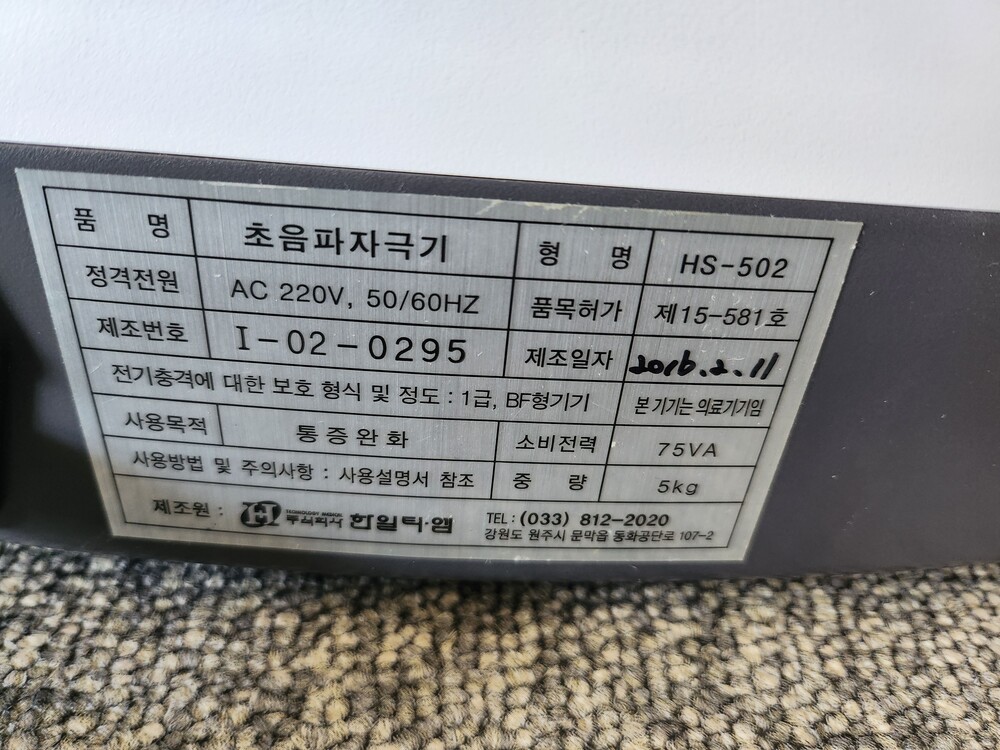 품 명 초음파자극기 형 명 HS-502
정격전원 AC 220V, 50/60HZ 품목허가 제15-581호
제조번호 I-02-0295 제조일자 2016.2.11
전기충격에 대한 보호 형식 및 정도 : 1급, BF형기기 본 기기는 의료기기임
사용목적 통증완화 소비전력 75VA
사용방법 및 주의사항 : 사용설명서 참조 중 량 5kg
제조원 : 주식회사 한일티·엠 TEL : (033) 812-2020
강원도 원주시 문막읍 동화공단로 107-2